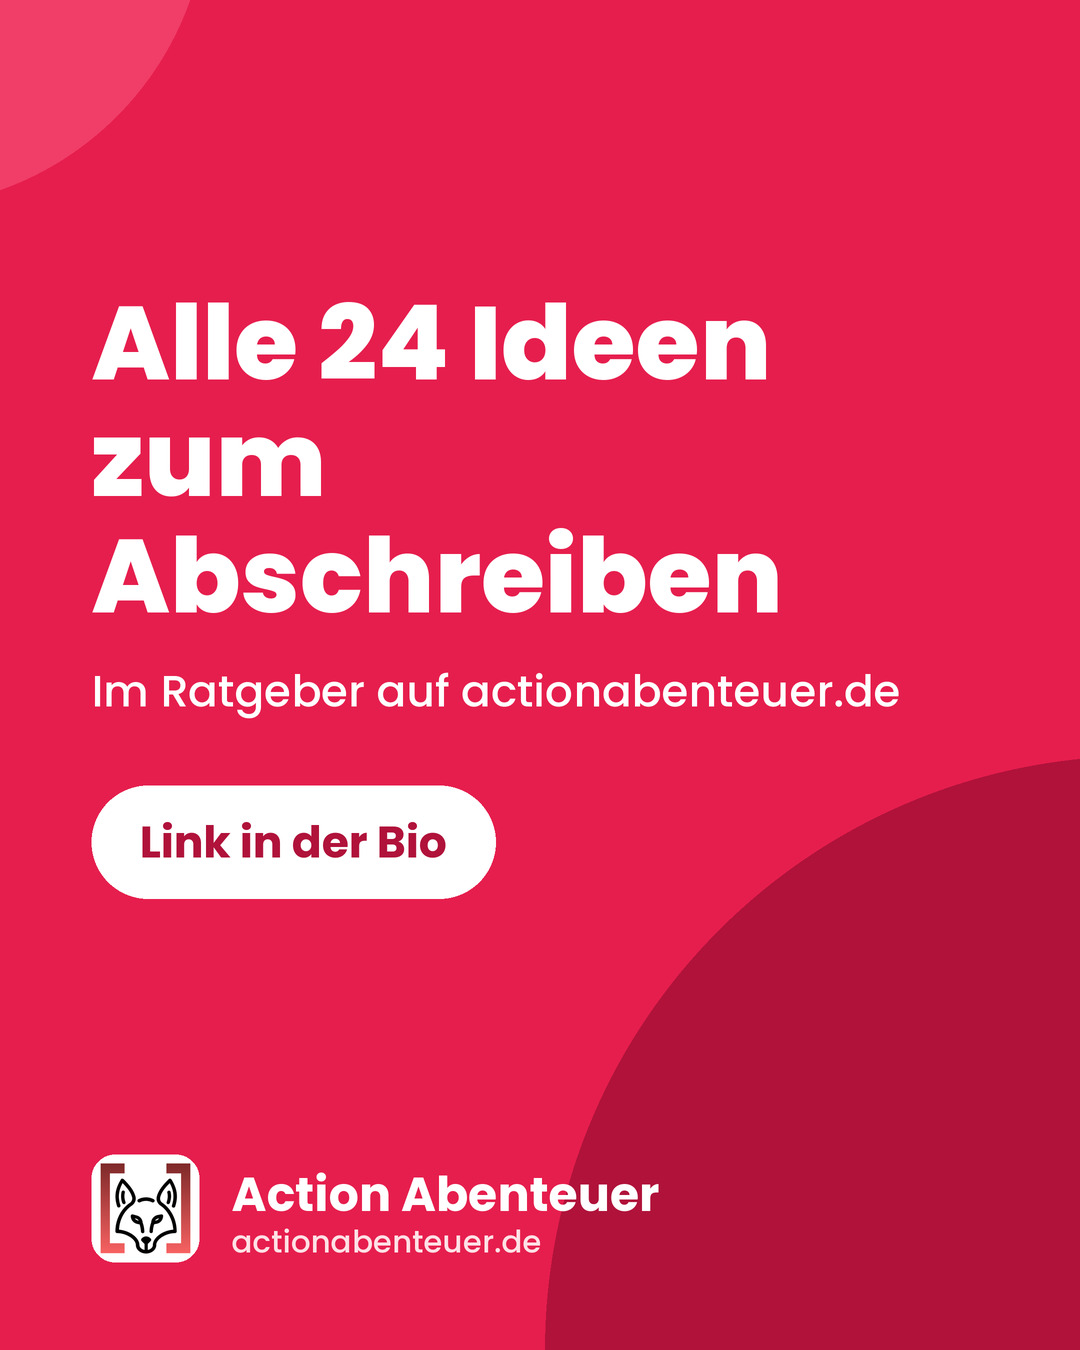 Alle 24 Ideen
zum
Abschreiben
Im Ratgeber auf actionabenteuer.de
Link in der Bio
Action Abenteuer
actionabenteuer.de